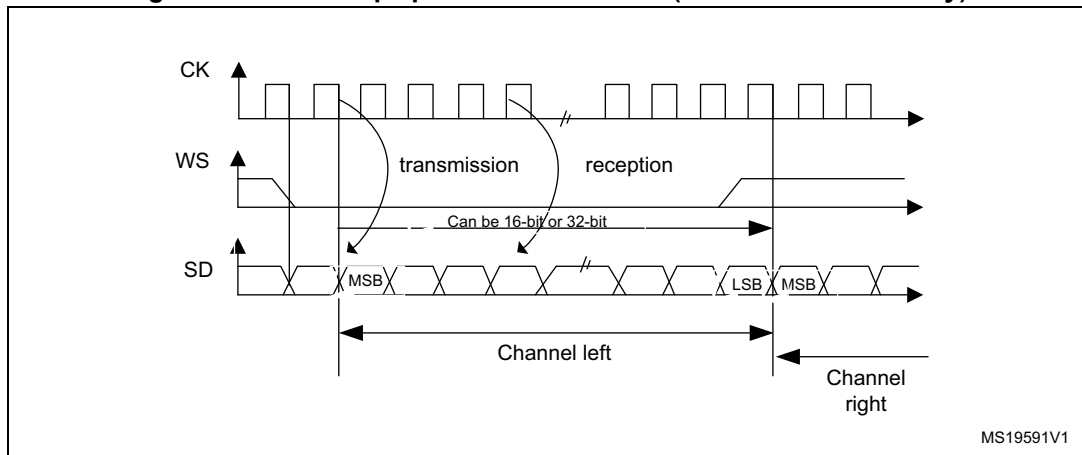 CK
WS
transmission
reception
Can be 16-bit or 32-bit
SD
MSB
LSB
MSB
Channel left
Channel
right
MS19591V1